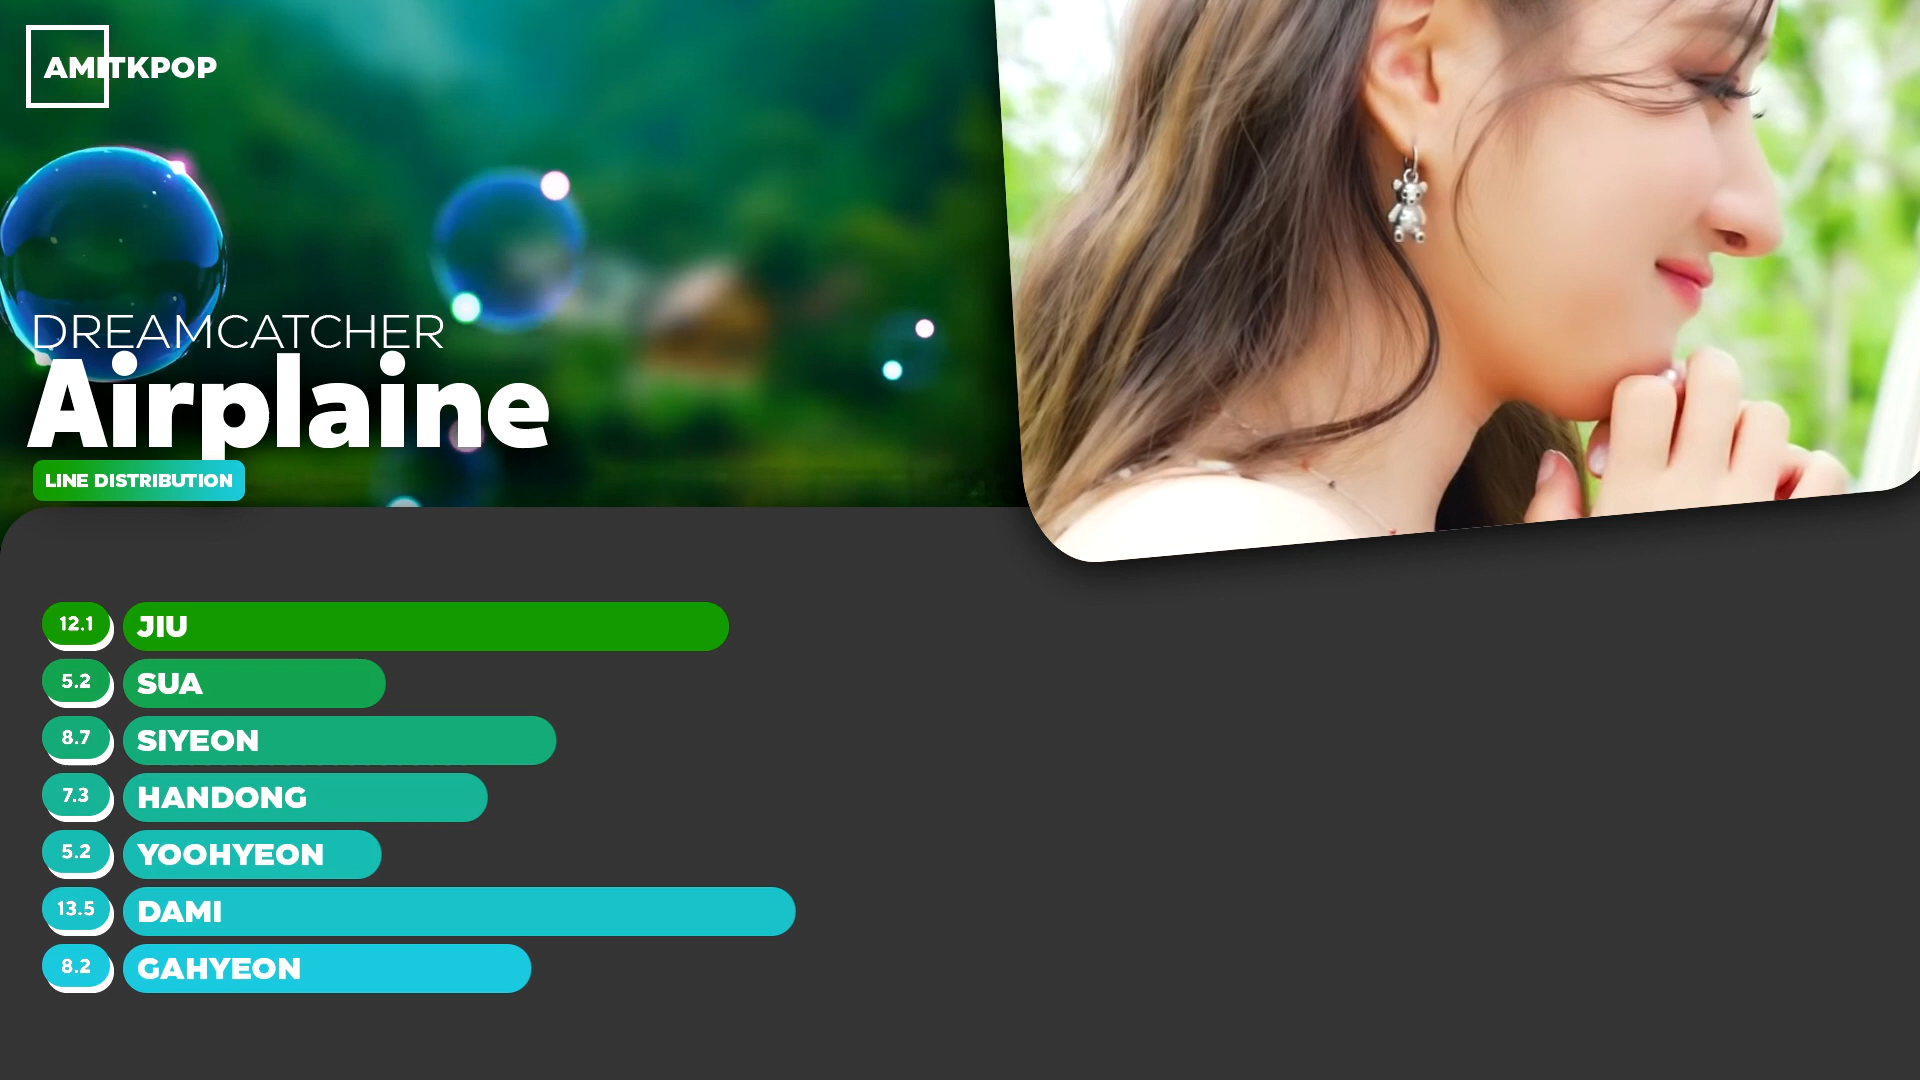 AMITKPOP
DREAMCATCHER
Airplaine
LINE DISTRIBUTION
12.1 JIU
5.2 SUA
8.7 SIYEON
7.3 HANDONG
5.2 YOOHYEON
13.5 DAMI
8.2 GAHYEON